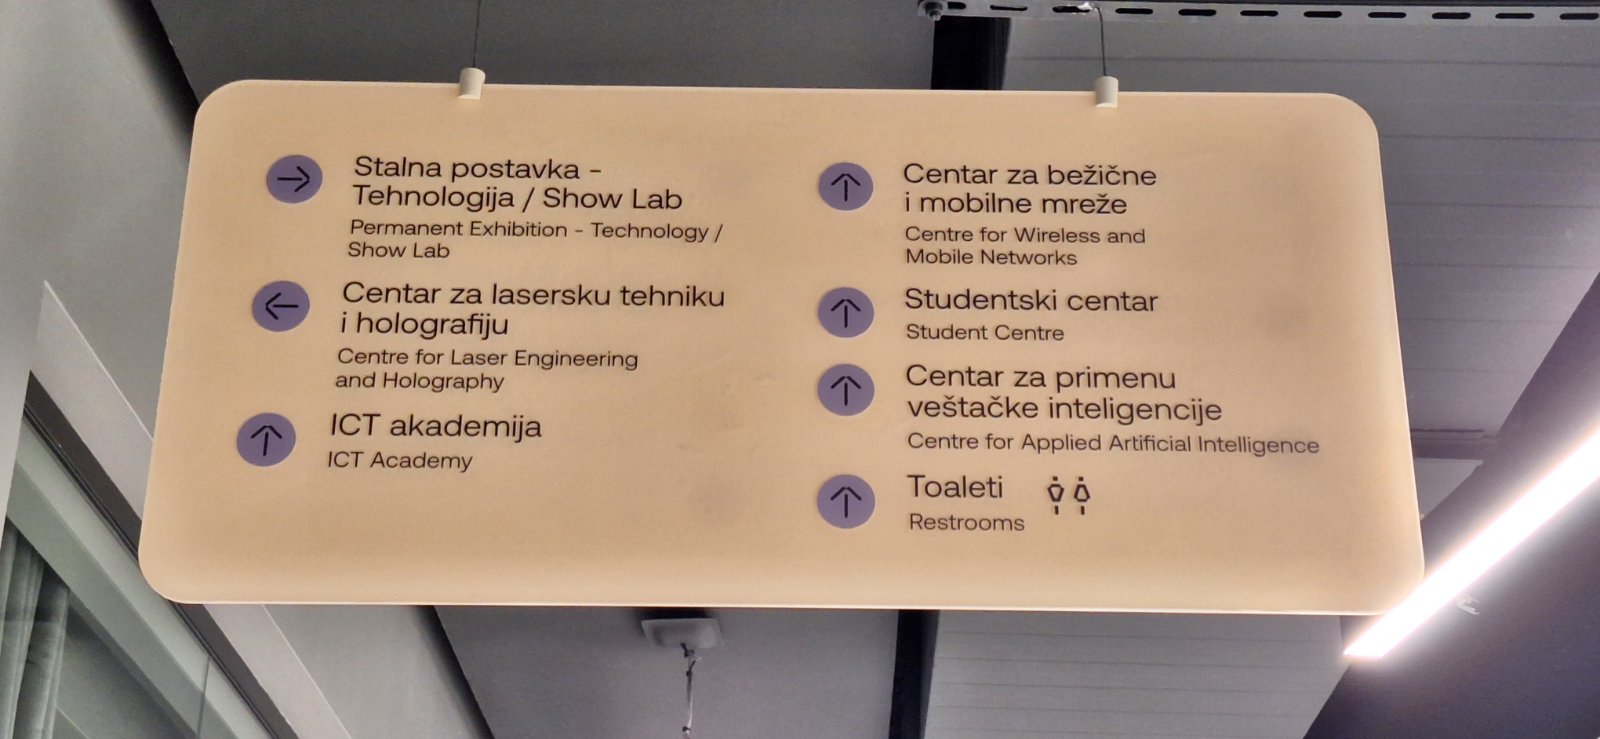 Stalna postavka -
Tehnologija / Show Lab
Permanent Exhibition - Technology /
Show Lab
Centar za lasersku tehniku
i holografiju
Centre for Laser Engineering
and Holography
ICT akademija
ICT Academy
Centar za bežične
i mobilne mreže
Centre for Wireless and
Mobile Networks
Studentski centar
Student Centre
Centar za primenu
veštačke inteligencije
Centre for Applied Artificial Intelligence
Toaleti
Restrooms